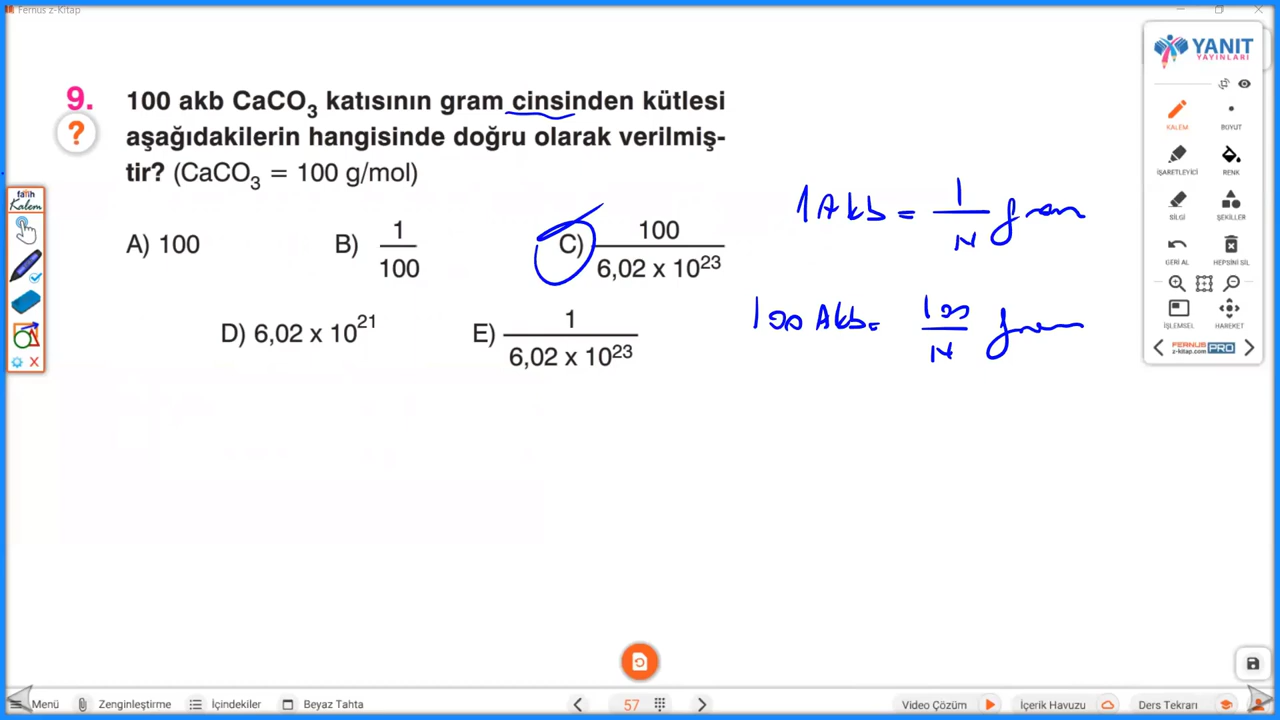 Fernus z-Kitap
YANIT
YAYINLARI
9. 100 akb CaCO3 katısının gram cinsinden kütlesi
? aşağıdakilerin hangisinde doğru olarak verilmiş-
tir? (CaCO3 = 100 g/mol)
A) 100
B) 1/100
C) 100/6,02 x 10^23
D) 6,02 x 10^21
E) 1/6,02 x 10^23
1 Akb = 1/N gram
100 Akb = 100/N gram
fatih
Kalem
KALEM
BOYUT
İŞARETLEYİCİ
RENK
SİLGİ
ŞEKİLLER
GERİ AL
HEPSİNİ SİL
İŞLEMSEL
HAREKET
FERNUS PRO
z-kitap.com
Menü
Zenginleştirme
İçindekiler
Beyaz Tahta
57
Video Çözüm
İçerik Havuzu
Ders Tekrarı